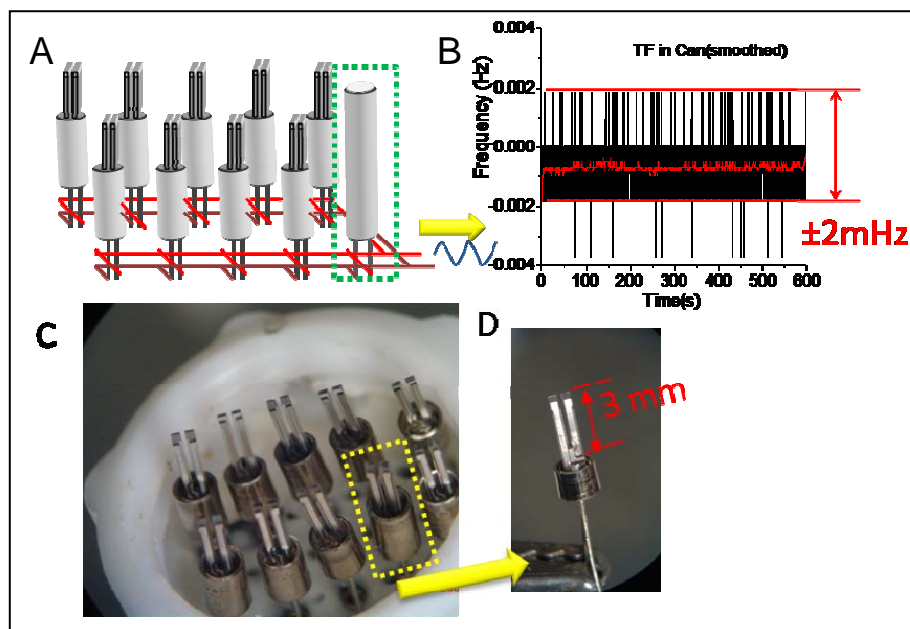 A
B
TF in Can(smoothed)
Frequency (Hz)
0.004
0.002
0.000
-0.002
-0.004
0 100 200 300 400 500 600
Time(s)
±2mHz
C
D
3 mm